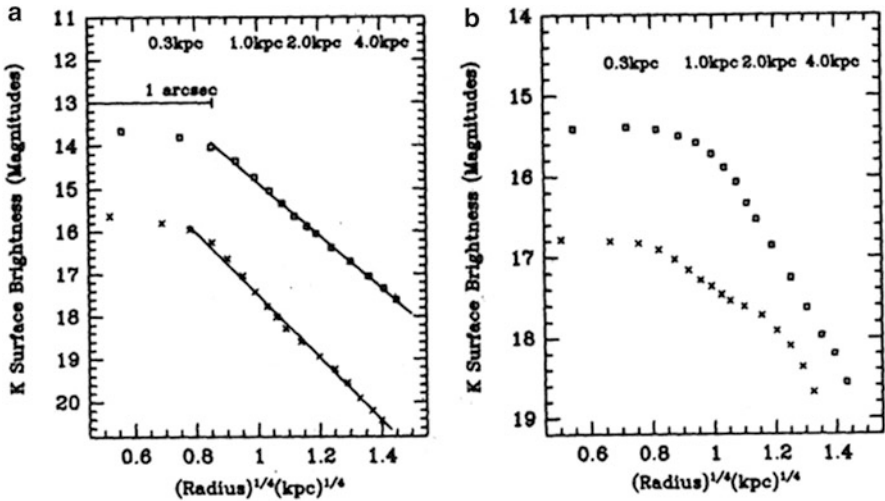 a
11
12
13
14
15
16
17
18
19
20
K Surface Brightness (Magnitudes)
0.3kpc 1.0kpc 2.0kpc 4.0kpc
1 arcsec
0.6 0.8 1 1.2 1.4
(Radius)1/4(kpc)1/4
b
14
15
16
17
18
19
K Surface Brightness (Magnitudes)
0.3kpc 1.0kpc 2.0kpc 4.0kpc
0.6 0.8 1 1.2 1.4
(Radius)1/4(kpc)1/4